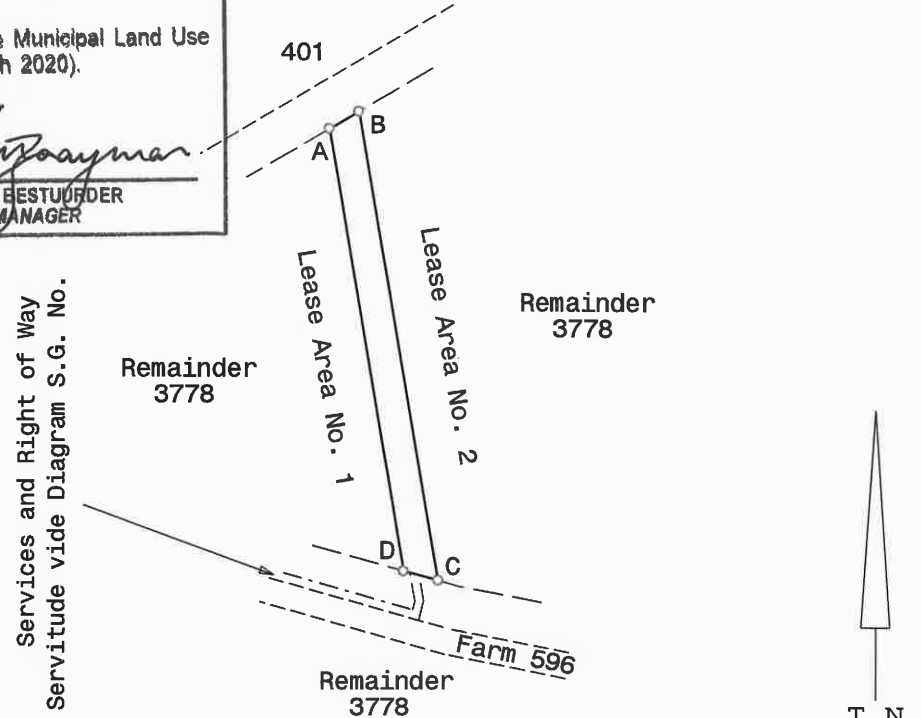 e Municipal Land Use
h 2020).
BESTUURDER
MANAGER
401
A
B
Lease Area No. 1
Lease Area No. 2
Remainder
3778
Remainder
3778
Services and Right of Way
Servitude vide Diagram S.G. No.
D
C
Farm 596
Remainder
3778
T N